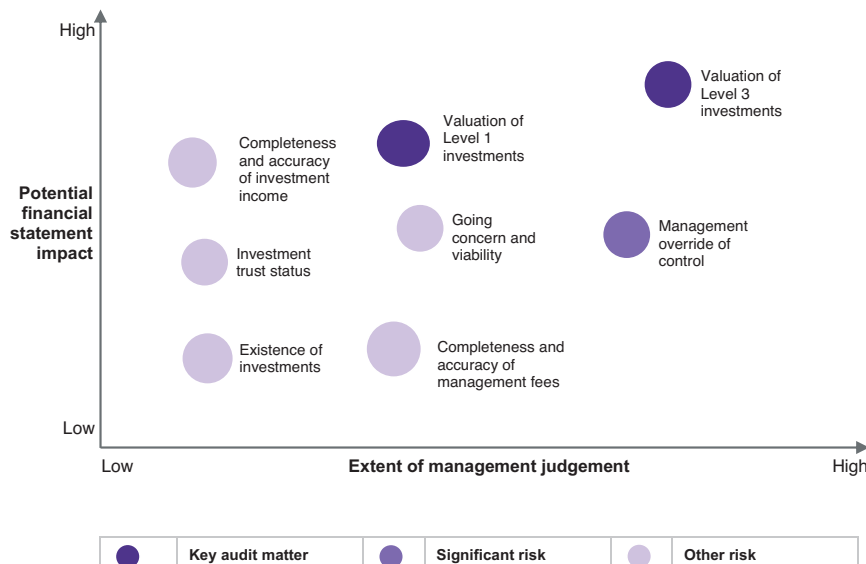 High
Valuation of
Level 3
investments
Valuation of
Level 1
investments
Completeness
and accuracy
of investment
income
Potential
financial
statement
impact
Going
concern and
viability
Management
override of
control
Investment
trust status
Existence of
investments
Completeness and
accuracy of
management fees
Low
Low
Extent of management judgement
High
Key audit matter
Significant risk
Other risk